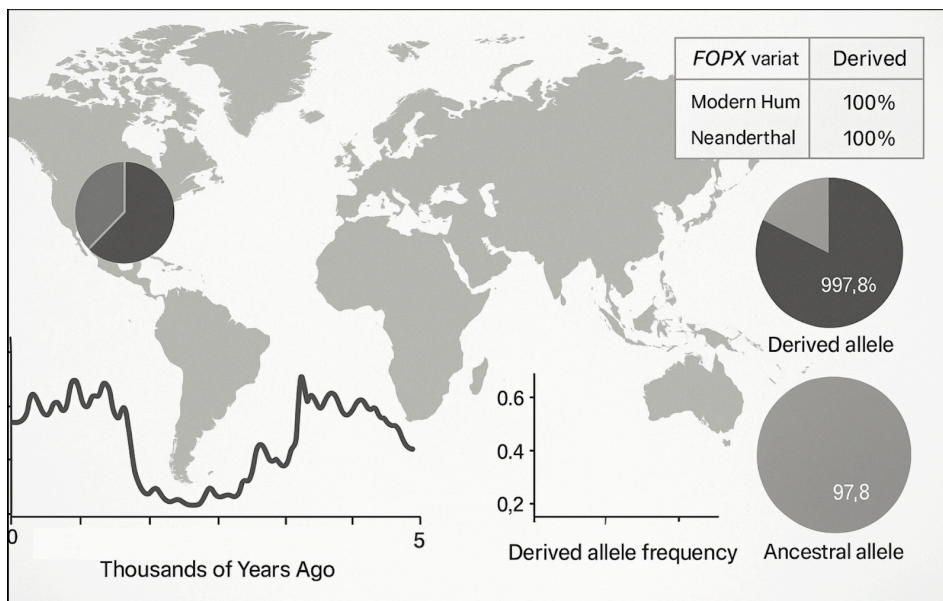 FOPX variat Derived
Modern Hum 100%
Neanderthal 100%
997,8%
Derived allele
0.6
0.4
0,2
Derived allele frequency
97,8
Ancestral allele
0 5
Thousands of Years Ago